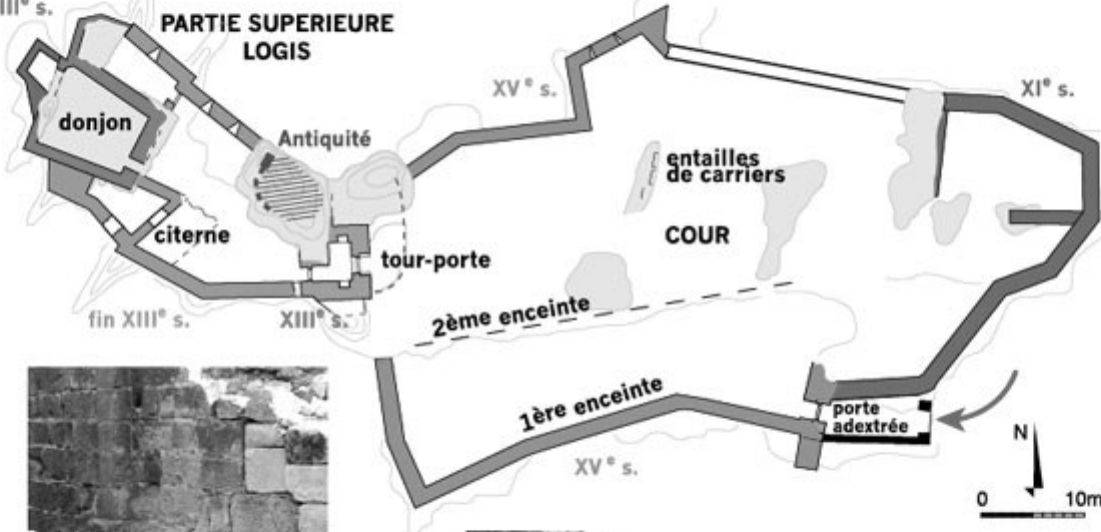 III e s.
PARTIE SUPERIEURE
LOGIS
donjon
Antiquité
XV e s.
XI e s.
entailles
de carriers
citerne
COUR
tour-porte
fin XIII e s.
XIII e s.
2ème enceinte
1ère enceinte
porte
adextrée
XV e s.
N
0 10m